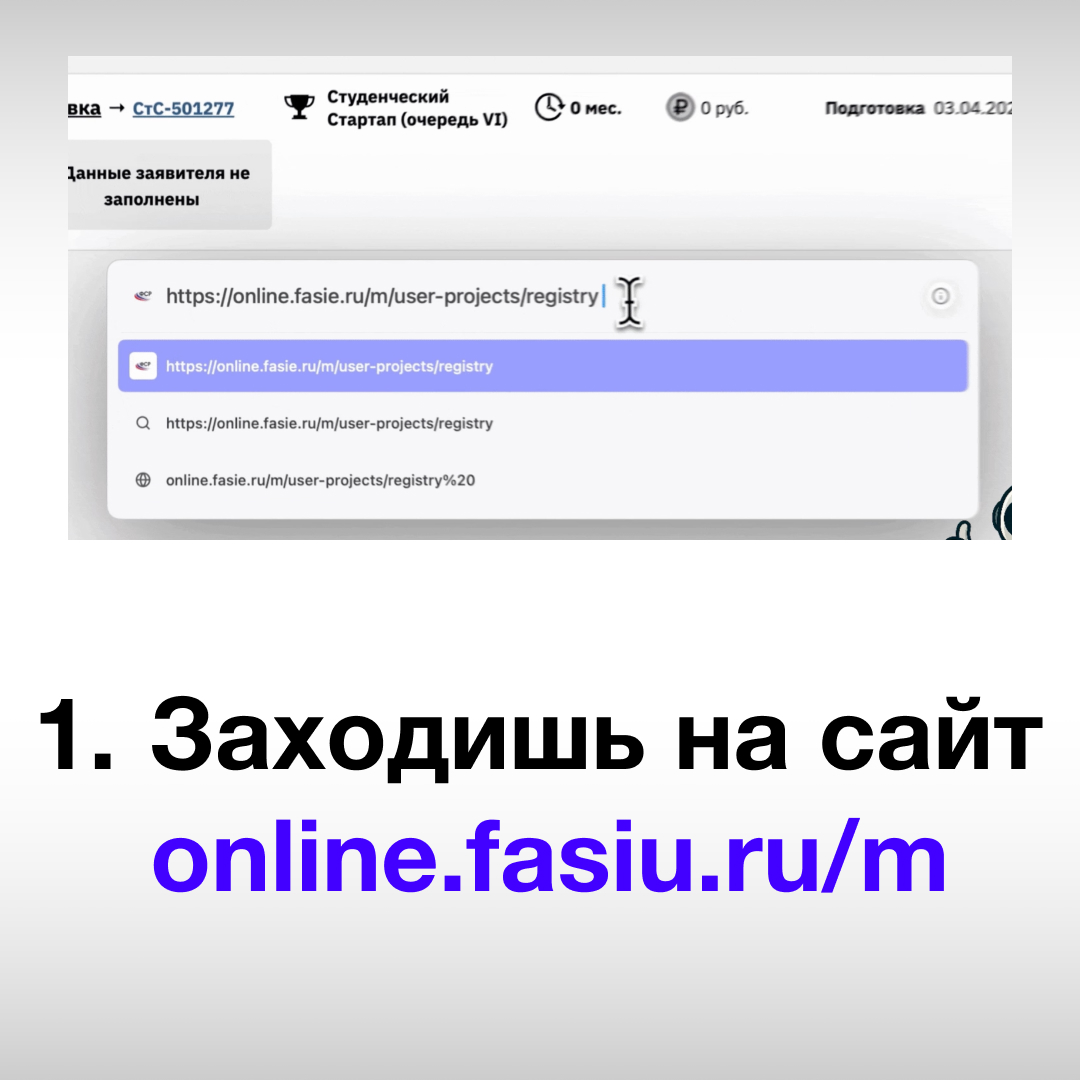 вка → СтС-501277
Студенческий
Стартап (очередь VI)
0 мес.
0 руб.
Подготовка 03.04.202
Данные заявителя не
заполнены
https://online.fasie.ru/m/user-projects/registry
https://online.fasie.ru/m/user-projects/registry
https://online.fasie.ru/m/user-projects/registry
online.fasie.ru/m/user-projects/registry%20
1. Заходишь на сайт
online.fasiu.ru/m